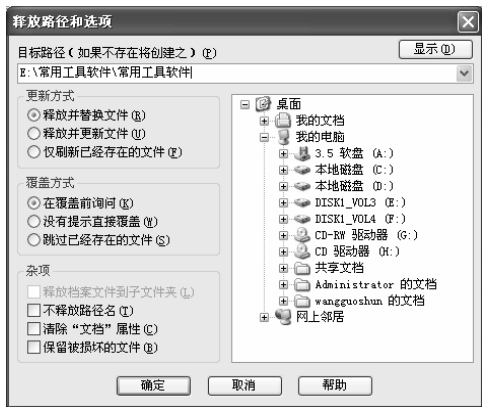 释放路径和选项
目标路径(如果不存在将创建之)(P)
显示(D)
E:\常用工具软件\常用工具软件
更新方式
释放并替换文件(R)
释放并更新文件(U)
仅刷新已经存在的文件(F)
覆盖方式
在覆盖前询问(K)
没有提示直接覆盖(W)
跳过已经存在的文件(S)
杂项
释放档案文件到子文件夹(L)
不释放路径名(T)
清除“文档”属性(C)
保留被损坏的文件(B)
桌面
我的文档
我的电脑
3.5 软盘 (A:)
本地磁盘 (C:)
本地磁盘 (D:)
DISK1_VOL3 (E:)
DISK1_VOL4 (F:)
CD-RW 驱动器 (G:)
CD 驱动器 (H:)
共享文档
Administrator 的文档
wangguoshun 的文档
网上邻居
确定
取消
帮助